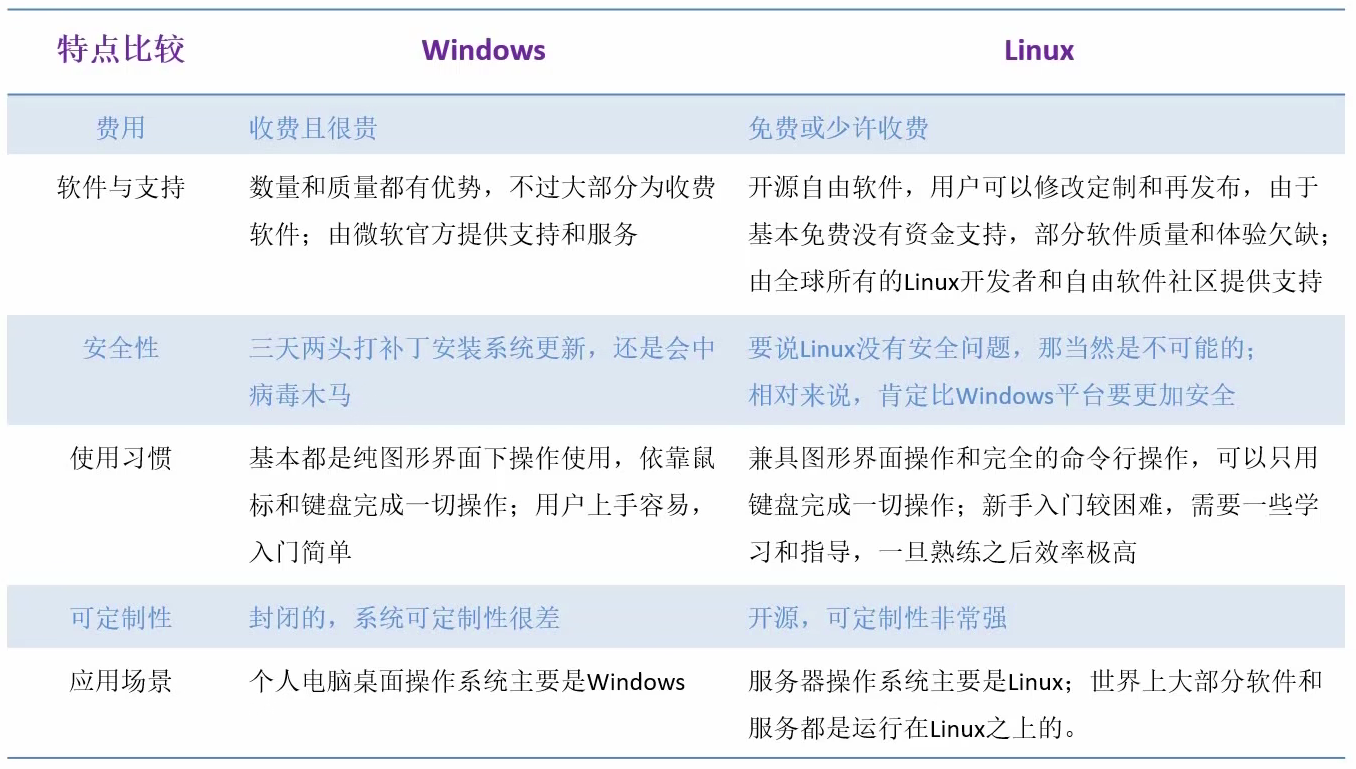 特点比较 Windows Linux
费用 收费且很贵 免费或少许收费
软件与支持 数量和质量都有优势，不过大部分为收费 开源自由软件，用户可以修改定制和再发布，由于
软件；由微软官方提供支持和服务 基本免费没有资金支持，部分软件质量和体验欠缺；
由全球所有的Linux开发者和自由软件社区提供支持
安全性 三天两头打补丁安装系统更新，还是会中 要说Linux没有安全问题，那当然是不可能的；
病毒木马 相对来说，肯定比Windows平台要更加安全
使用习惯 基本都是纯图形界面下操作使用，依靠鼠 兼具图形界面操作和完全的命令行操作，可以只用
标和键盘完成一切操作；用户上手容易， 键盘完成一切操作；新手入门较困难，需要一些学
入门简单 习和指导，一旦熟练之后效率极高
可定制性 封闭的，系统可定制性很差 开源，可定制性非常强
应用场景 个人电脑桌面操作系统主要是Windows 服务器操作系统主要是Linux；世界上大部分软件和
服务都是运行在Linux之上的。